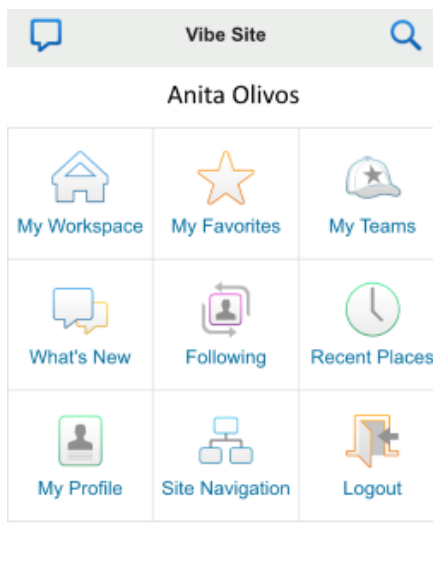 Vibe Site
Anita Olivos
My Workspace My Favorites My Teams
What's New Following Recent Places
My Profile Site Navigation Logout